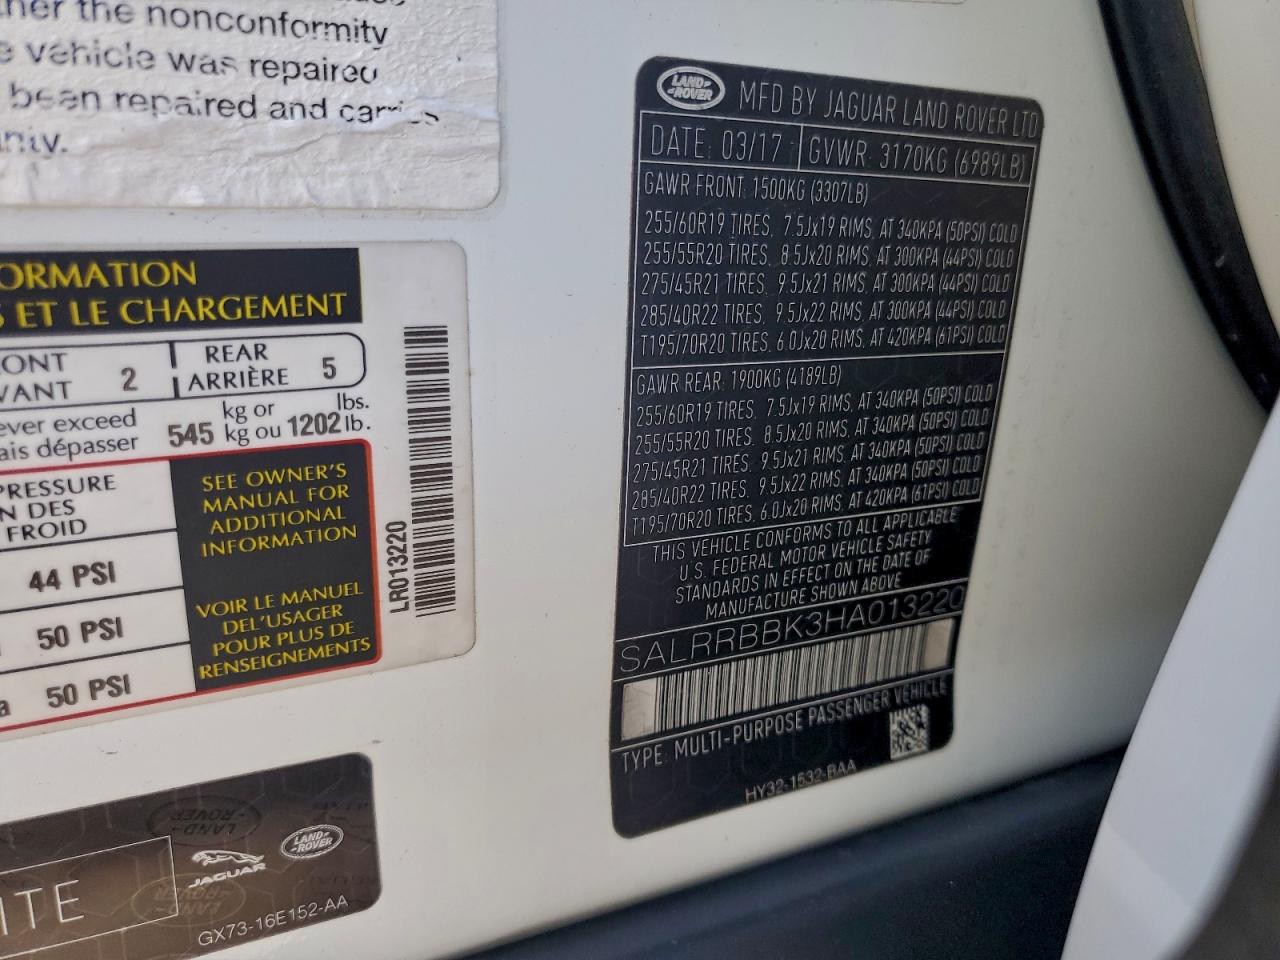 the nonconformity
vehicle was repaired
been repaired and carries
ORMATION
ET LE CHARGEMENT
ONT
VANT 2
REAR
ARRIÈRE 5
ever exceed
ais dépasser 545 kg or
kg ou 1202 lbs.
lb.
PRESSURE
N DES
FROID
44 PSI
50 PSI
a 50 PSI
SEE OWNER'S
MANUAL FOR
ADDITIONAL
INFORMATION
VOIR LE MANUEL
DEL'USAGER
POUR PLUS DE
RENSEIGNEMENTS
LR013220
ITE
JAGUAR
LAND-
ROVER
GX73-16E152-AA
LAND-
ROVER
MFD BY JAGUAR LAND ROVER LTD
DATE: 03/17 GVWR: 3170KG (6989LB)
GAWR FRONT: 1500KG (3307LB)
255/60R19 TIRES, 7.5Jx19 RIMS, AT 340KPA (50PSI) COLD
255/55R20 TIRES, 8.5Jx20 RIMS, AT 300KPA (44PSI) COLD
275/45R21 TIRES, 9.5Jx21 RIMS, AT 300KPA (44PSI) COLD
285/40R22 TIRES, 9.5Jx22 RIMS, AT 300KPA (44PSI) COLD
T195/70R20 TIRES, 6.0Jx20 RIMS, AT 420KPA (61PSI) COLD
GAWR REAR: 1900KG (4189LB)
255/60R19 TIRES, 7.5Jx19 RIMS, AT 340KPA (50PSI) COLD
255/55R20 TIRES, 8.5Jx20 RIMS, AT 340KPA (50PSI) COLD
275/45R21 TIRES, 9.5Jx21 RIMS, AT 340KPA (50PSI) COLD
285/40R22 TIRES, 9.5Jx22 RIMS, AT 340KPA (50PSI) COLD
T195/70R20 TIRES, 6.0Jx20 RIMS, AT 420KPA (61PSI) COLD
THIS VEHICLE CONFORMS TO ALL APPLICABLE
U.S. FEDERAL MOTOR VEHICLE SAFETY
STANDARDS IN EFFECT ON THE DATE OF
MANUFACTURE SHOWN ABOVE
SALRRBBK3HA013220
TYPE: MULTI-PURPOSE PASSENGER VEHICLE
HY32-1532-BAA